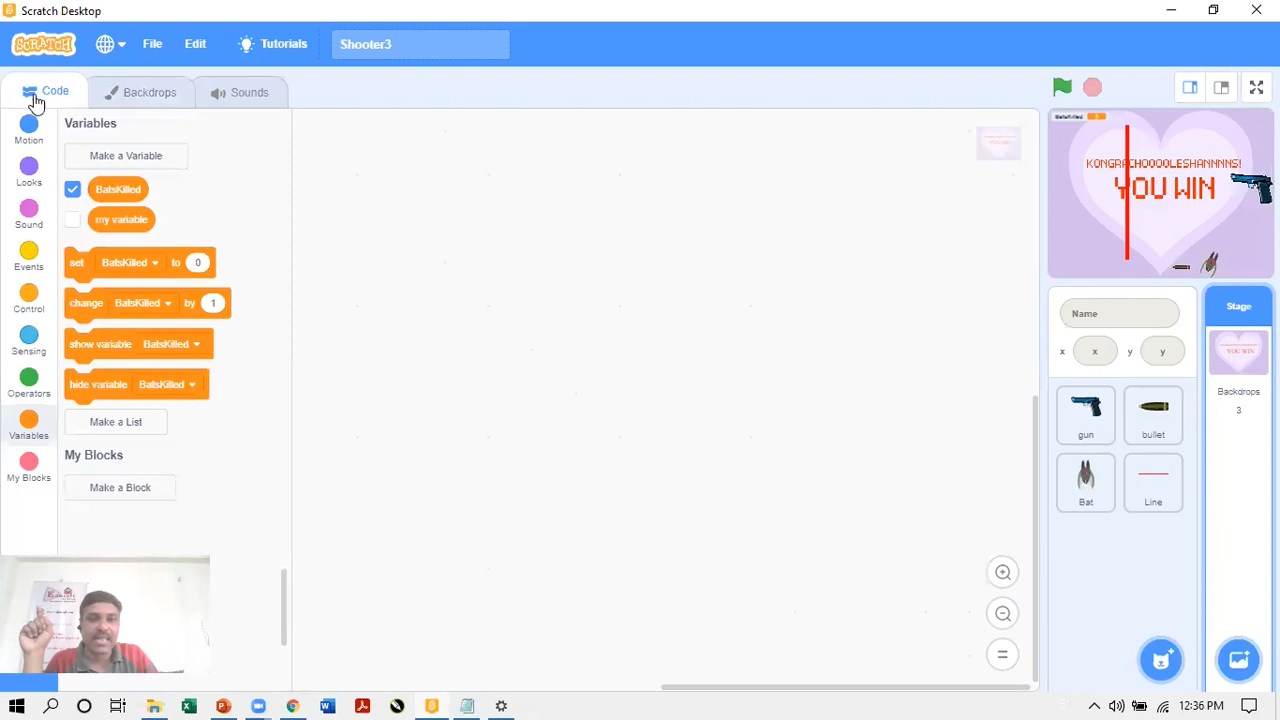 Scratch Desktop
SCRATCH File Edit Tutorials Shooter3
Code Backdrops Sounds
Motion
Looks
Sound
Events
Control
Sensing
Operators
Variables
My Blocks
Variables
Make a Variable
BatsKilled
my variable
set BatsKilled to 0
change BatsKilled by 1
show variable BatsKilled
hide variable BatsKilled
Make a List
My Blocks
Make a Block
BatsKilled
KONGRACHOOOOLESHANNNNS!
YOU WIN
Name
x x y y
gun bullet
Bat Line
Stage
Backdrops
3
12:36 PM